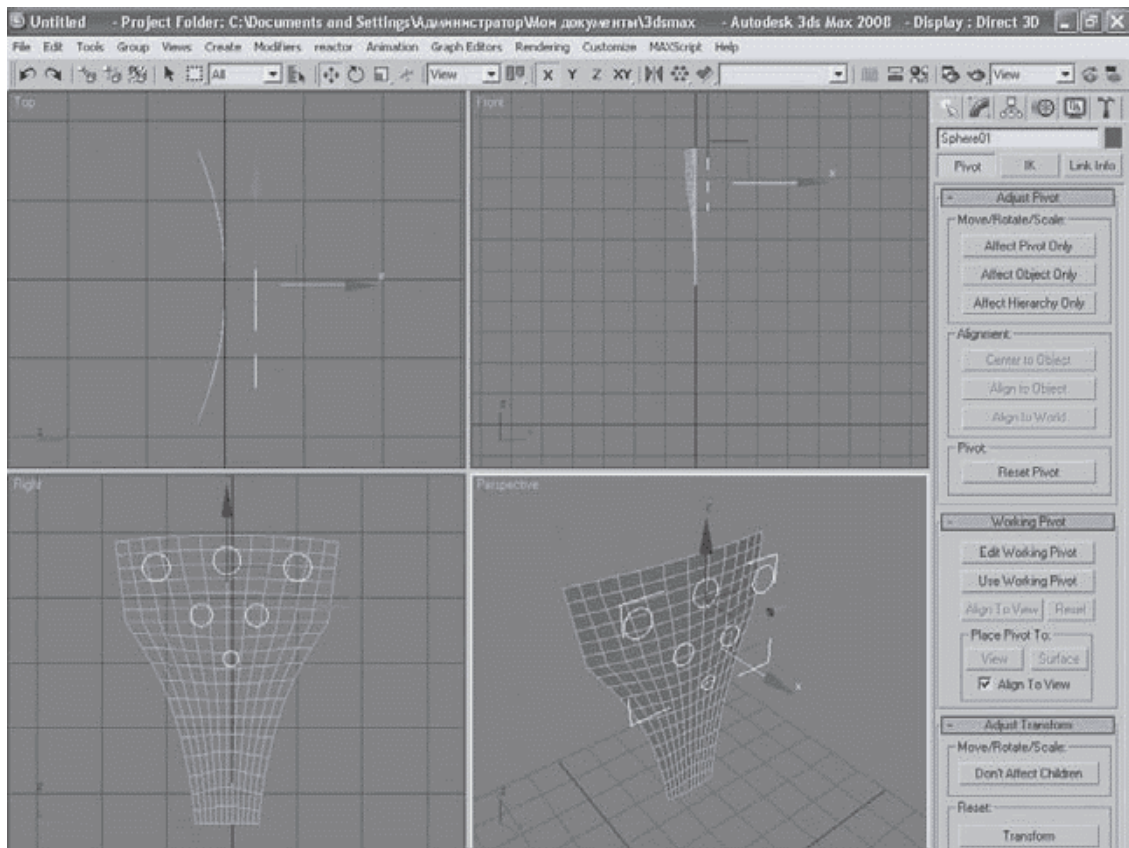 Untitled - Project Folder: C:\Documents and Settings\Администратор\Мои документы\3dsmax - Autodesk 3ds Max 2008 - Display : Direct 3D
File Edit Tools Group Views Create Modifiers reactor Animation Graph Editors Rendering Customize MAXScript Help
All View X Y Z XY View
Top
Front
Sphere01
Pivot IK Link Info
x
x
- Adjust Pivot
Move/Rotate/Scale:
Affect Pivot Only
Affect Object Only
Affect Hierarchy Only
Alignment:
Center to Object
Align to Object
Align to World
Pivot:
Reset Pivot
Right
Perspective
z
x
- Working Pivot
Edit Working Pivot
Use Working Pivot
Align To View Reset
Place Pivot To:
View Surface
Align To View
- Adjust Transform
Move/Rotate/Scale:
Don't Affect Children
Reset:
Transform